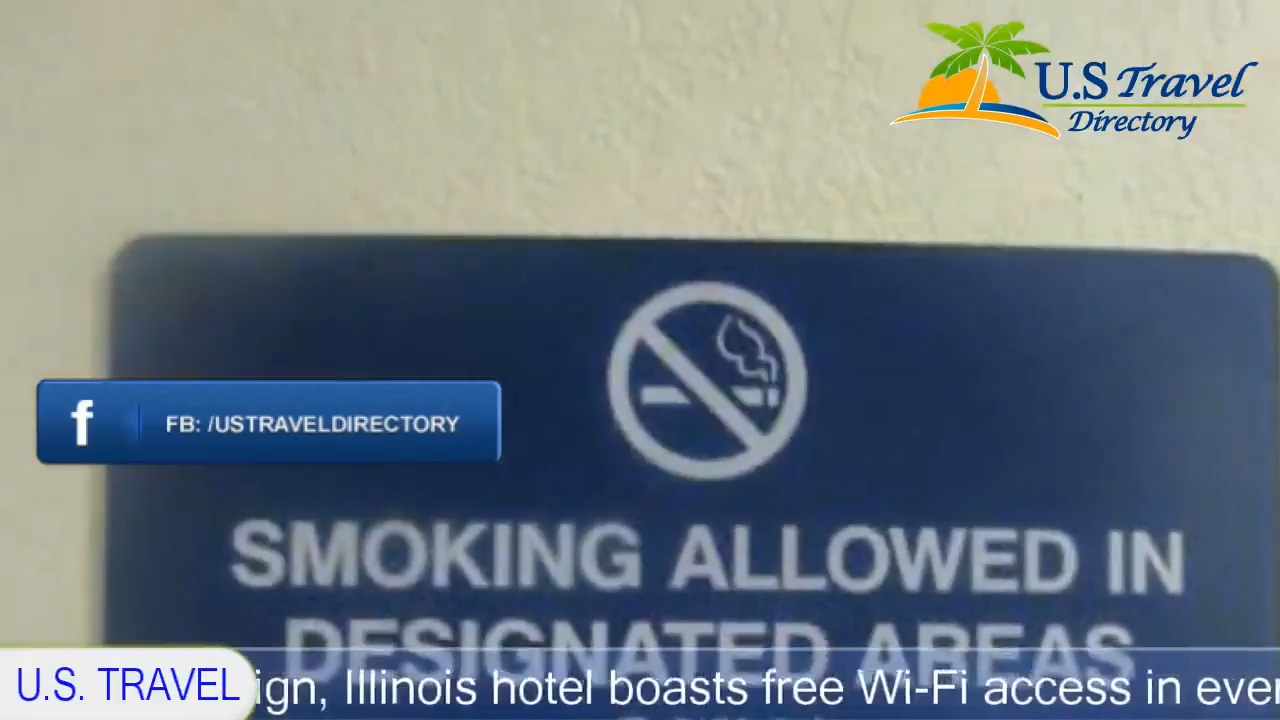 U.S Travel
Directory
f
FB: /USTRAVELDIRECTORY
SMOKING ALLOWED IN
DESIGNATED AREAS
U.S. TRAVEL
ign, Illinois hotel boasts free Wi-Fi access in ever